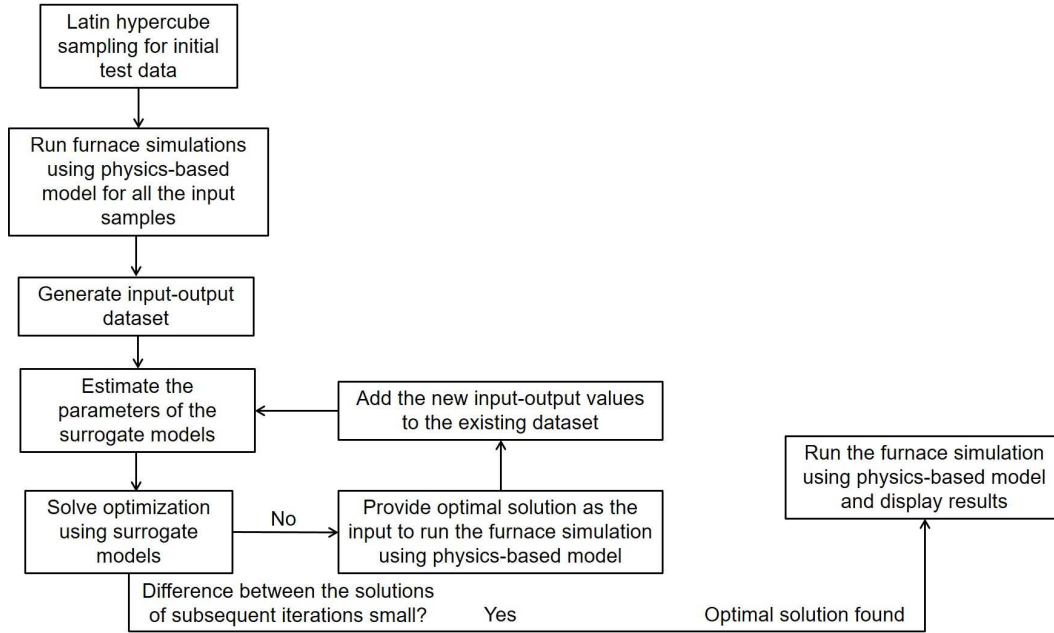 Latin hypercube
sampling for initial
test data
Run furnace simulations
using physics-based
model for all the input
samples
Generate input-output
dataset
Estimate the
parameters of the
surrogate models
Add the new input-output values
to the existing dataset
Run the furnace simulation
using physics-based model
and display results
Solve optimization
using surrogate
models
No
Provide optimal solution as the
input to run the furnace simulation
using physics-based model
Difference between the solutions
of subsequent iterations small?
Yes
Optimal solution found